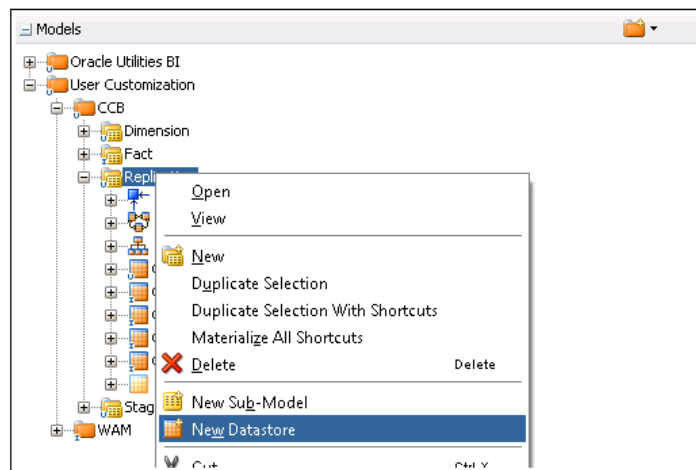 Models
Oracle Utilities BI
User Customization
CCB
Dimension
Fact
Open
View
New
Duplicate Selection
Duplicate Selection With Shortcuts
Materialize All Shortcuts
Delete Delete
New Sub-Model
Stag
New Datastore
WAM